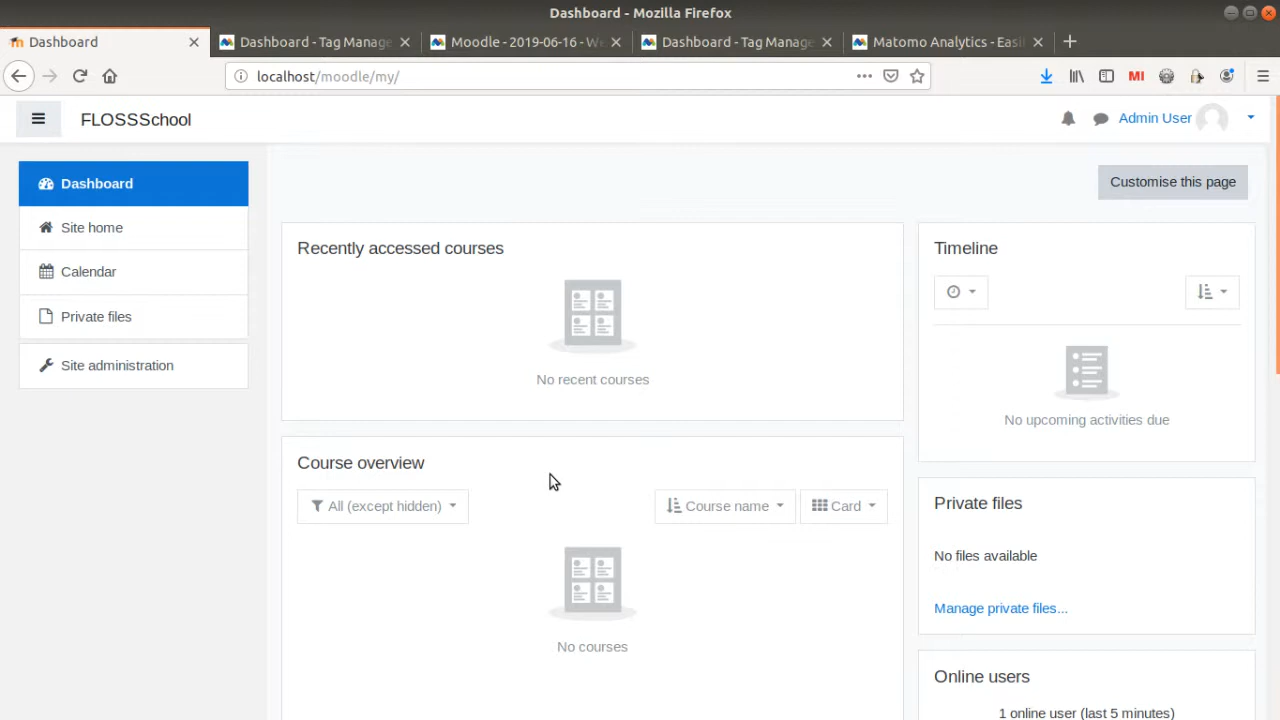 Dashboard - Mozilla Firefox
Dashboard
Dashboard - Tag Manage
Moodle - 2019-06-16 - We
Dashboard - Tag Manage
Matomo Analytics - Easi
localhost/moodle/my/
MI
FLOSSSchool
Admin User
Dashboard
Site home
Calendar
Private files
Site administration
Customise this page
Recently accessed courses
No recent courses
Course overview
All (except hidden)
Course name
Card
No courses
Timeline
No upcoming activities due
Private files
No files available
Manage private files...
Online users
1 online user (last 5 minutes)